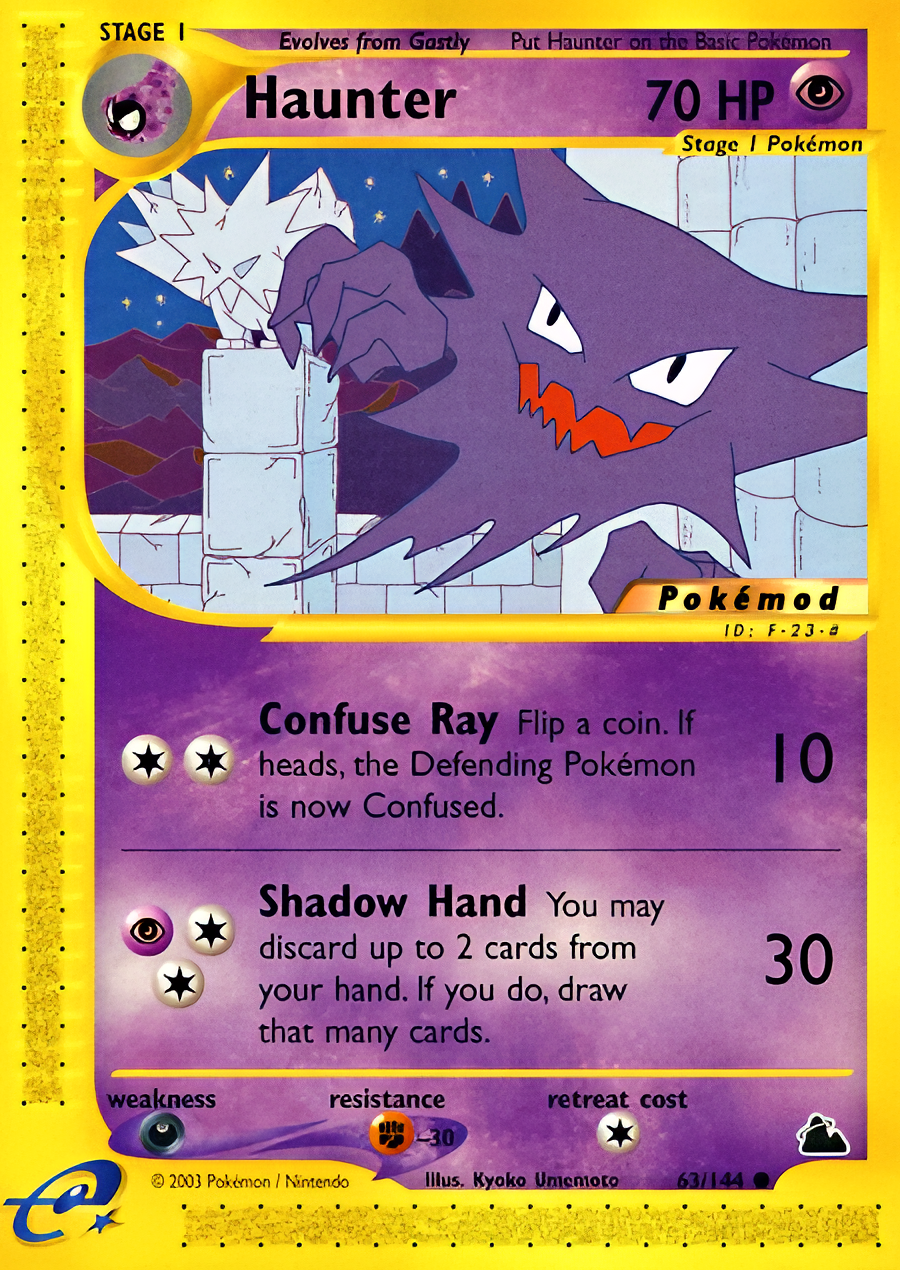 STAGE 1
Evolves from Gastly Put Haunter on the Basic Pokémon
Haunter 70 HP
Stage 1 Pokémon
Pokémod
ID: F-23-a
Confuse Ray Flip a coin. If
heads, the Defending Pokémon
is now Confused.
10
Shadow Hand You may
discard up to 2 cards from
your hand. If you do, draw
that many cards.
30
weakness resistance retreat cost
-30
© 2003 Pokémon / Nintendo Illus. Kyoko Umemoto 63/144
e